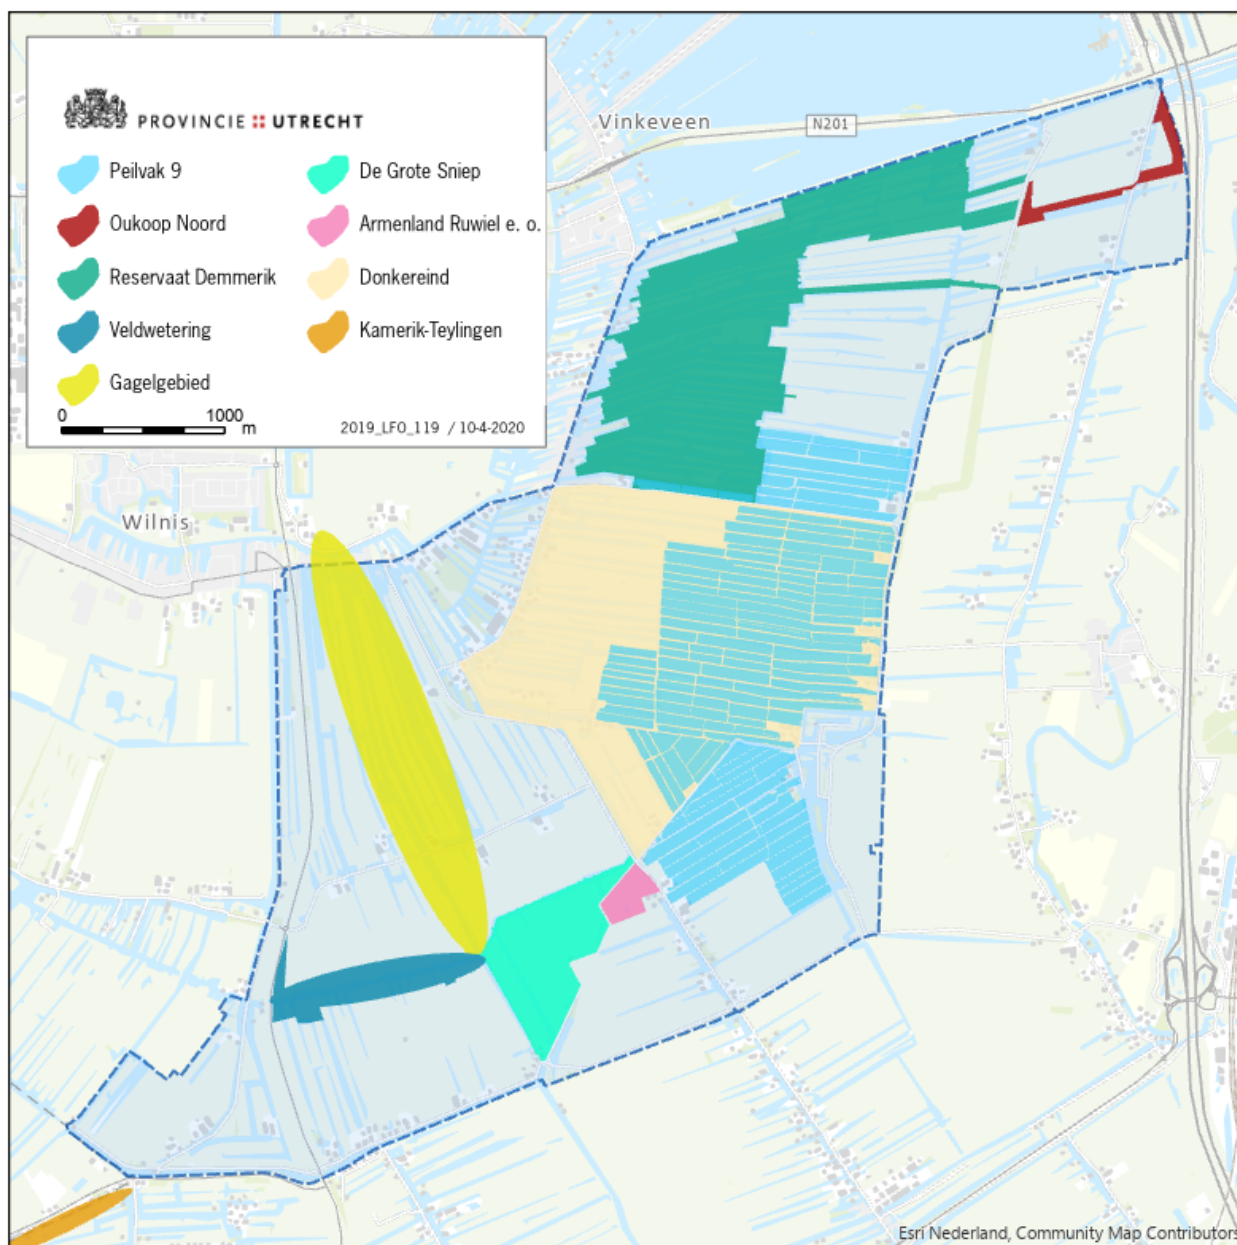 PROVINCIE :: UTRECHT
Peilvak 9
De Grote Sniep
Oukoop Noord
Armenland Ruwiel e. o.
Reservaat Demmerik
Donkereind
Veldwetering
Kamerik-Teylingen
Gagelgebied
0 1000 m
2019_LFO_119 / 10-4-2020
Vinkeveen
N201
Wilnis
Esri Nederland, Community Map Contributors